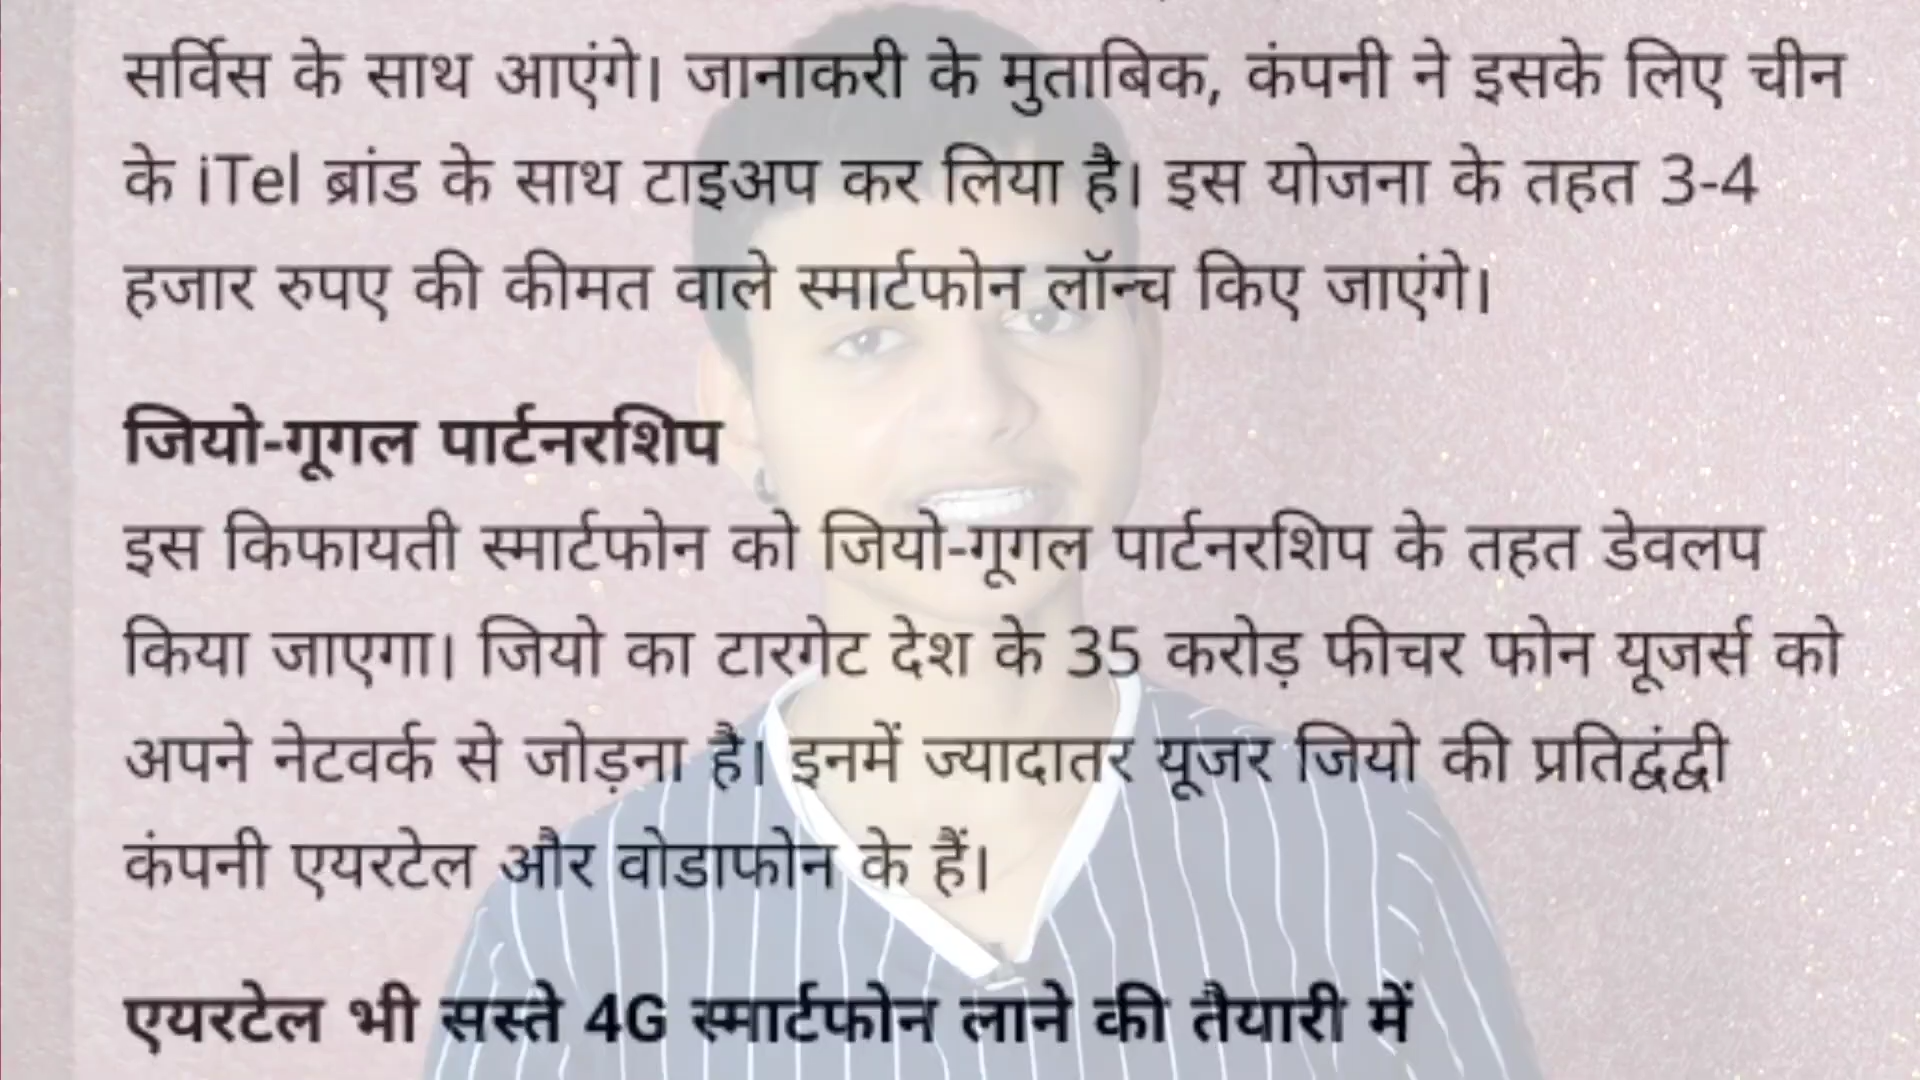 सर्विस के साथ आएंगे। जानाकरी के मुताबिक, कंपनी ने इसके लिए चीन
के iTel ब्रांड के साथ टाइअप कर लिया है। इस योजना के तहत 3-4
हजार रुपए की कीमत वाले स्मार्टफोन लॉन्च किए जाएंगे।
जियो-गूगल पार्टनरशिप
इस किफायती स्मार्टफोन को जियो-गूगल पार्टनरशिप के तहत डेवलप
किया जाएगा। जियो का टारगेट देश के 35 करोड़ फीचर फोन यूजर्स को
अपने नेटवर्क से जोड़ना है। इनमें ज्यादातर यूजर जियो की प्रतिद्वंद्वी
कंपनी एयरटेल और वोडाफोन के हैं।
एयरटेल भी सस्ते 4G स्मार्टफोन लाने की तैयारी में